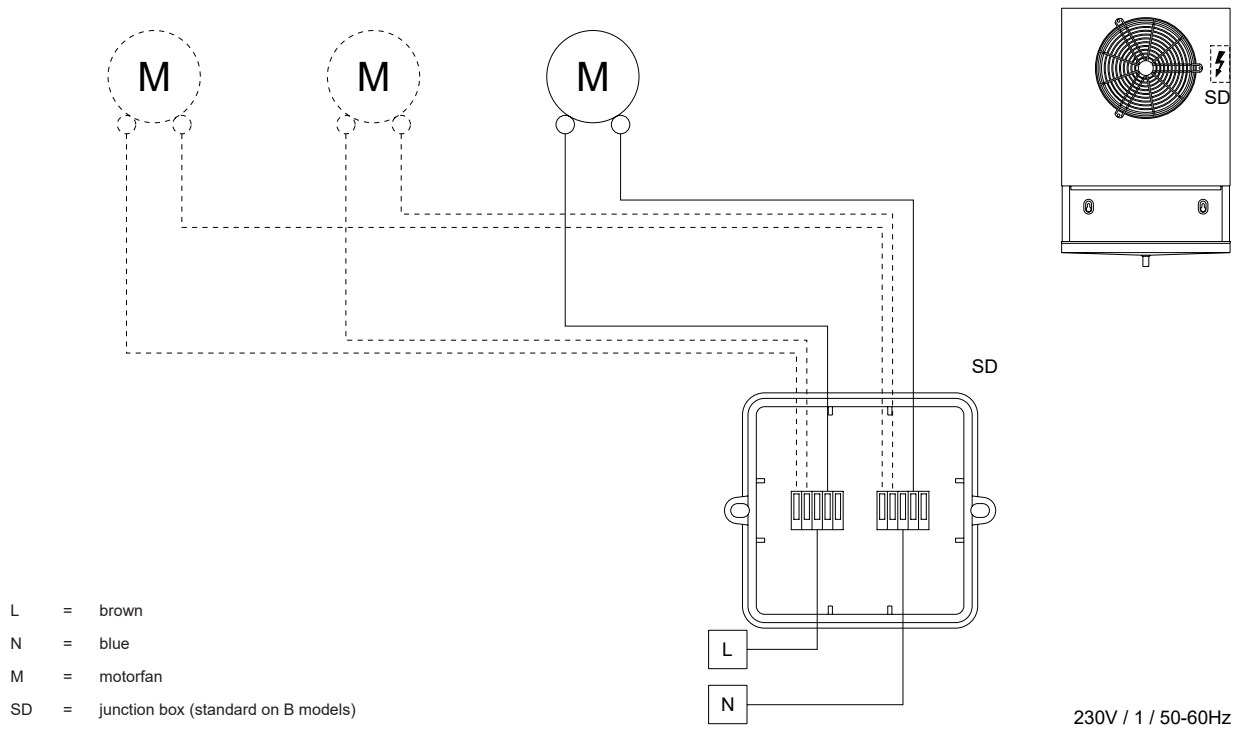 M M M
SD
SD
L
N
L = brown
N = blue
M = motorfan
SD = junction box (standard on B models)
230V / 1 / 50-60Hz